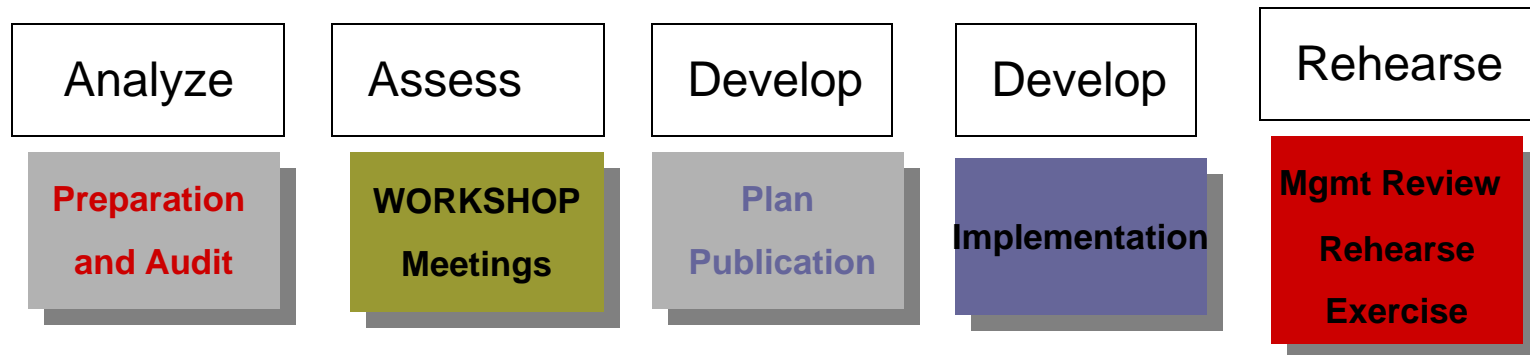 Analyze
Assess
Develop
Develop
Rehearse
Preparation
and Audit
WORKSHOP
Meetings
Plan
Publication
Implementation
Mgmt Review
Rehearse
Exercise